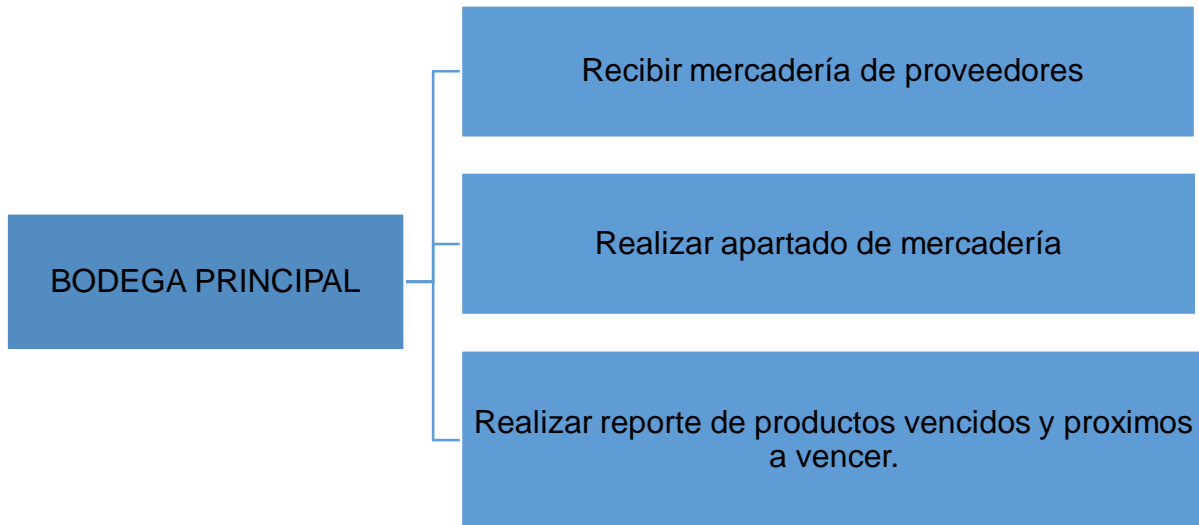 Recibir mercadería de proveedores
Realizar apartado de mercadería
BODEGA PRINCIPAL
Realizar reporte de productos vencidos y proximos
a vencer.